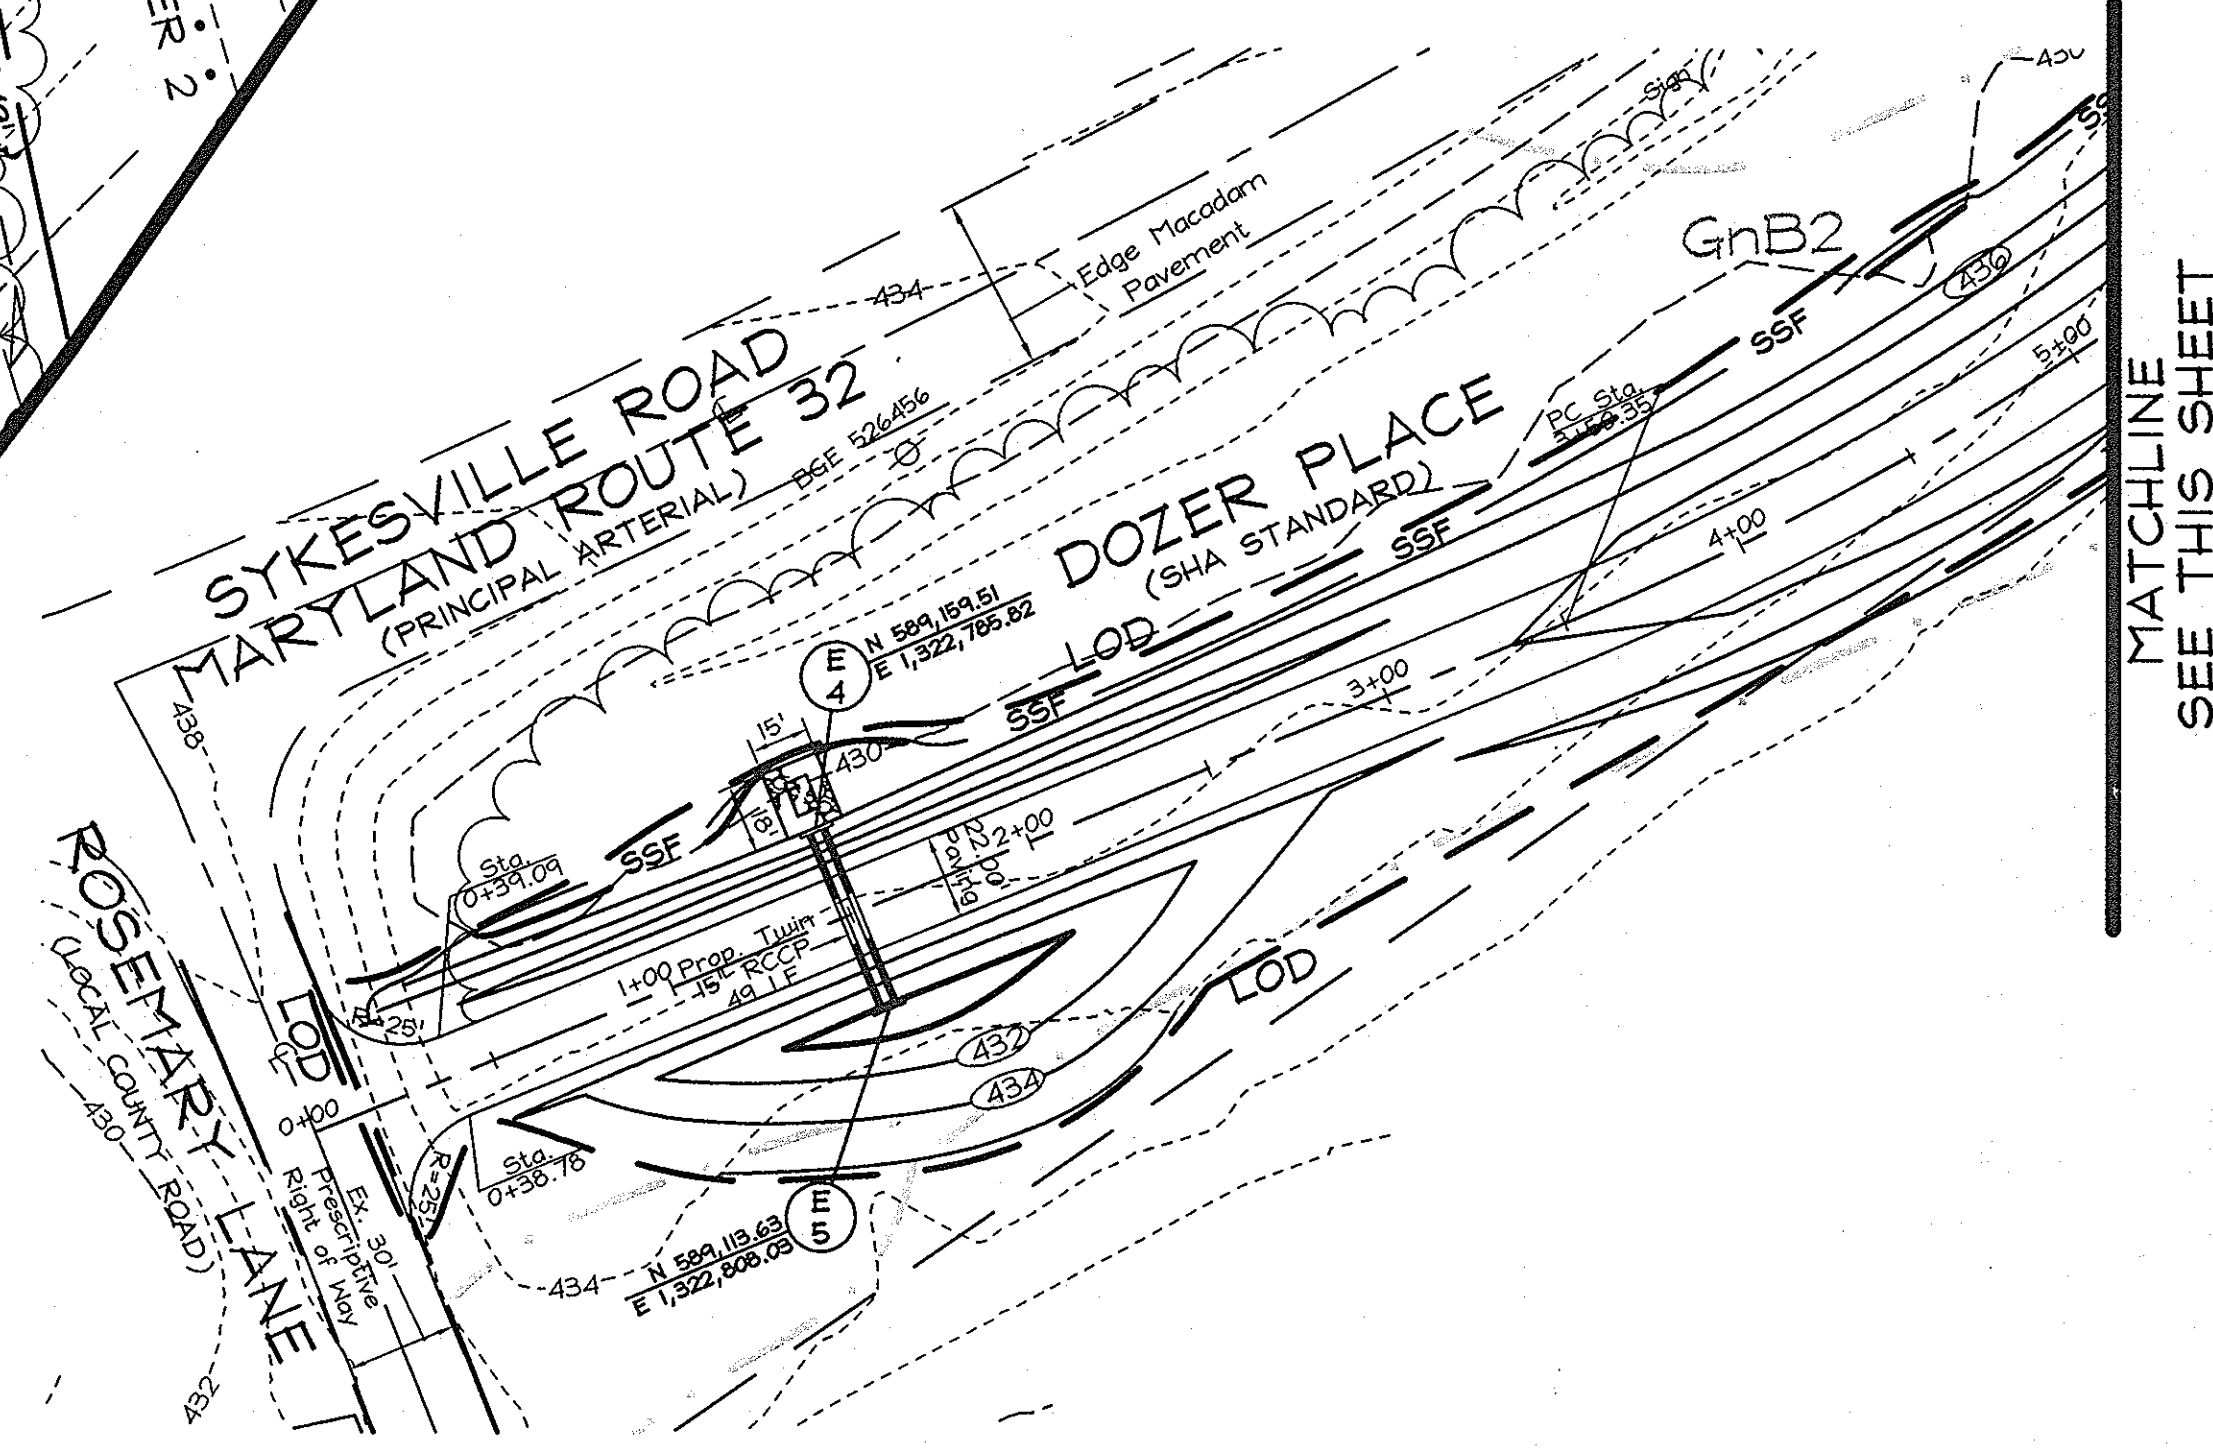 ER 2
430
Sign
SYKESVILLE ROAD
MARYLAND ROUTE 32
(PRINCIPAL ARTERIAL)
434
Edge Macadam
Pavement
BGE 526456
GnB2
436
SSF
5+00
MATCHLINE
SEE THIS SHEET
DOZER PLACE
(SHA STANDARD)
PC Sta.
SSF
4+00
N 589,159.51
E 1,322,785.82
E
4
LOD
SSF
3+00
438
15'
430
18'
SSF
Sta.
0+39.09
22.00'
Paving
2+00
1+00
Prop. Twin
15" RCCP
49 LF
R=25'
LOD
ROSEMARY LANE
(LOCAL COUNTY ROAD)
430
432
0+00
432
434
LOD
Sta.
0+38.78
R=25'
Ex. 30'
Prescriptive
Right of Way
434
N 589,113.63
E 1,322,808.03
E
5